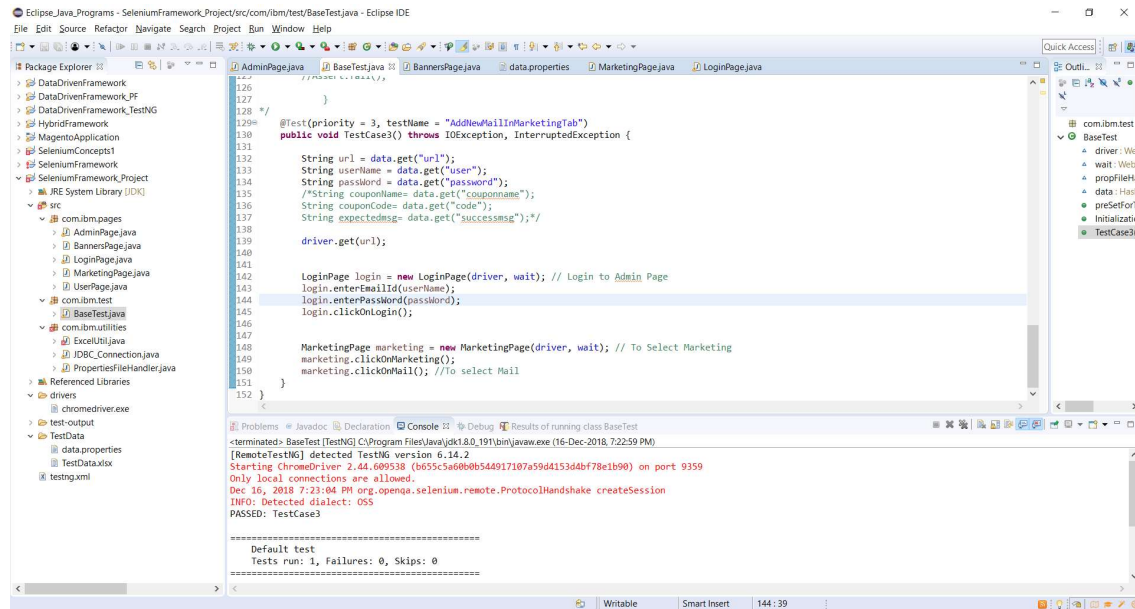 Eclipse_Java_Programs - SeleniumFramework_Project/src/com/ibm/test/BaseTest.java - Eclipse IDE
File Edit Source Refactor Navigate Search Project Run Window Help
Quick Access
Package Explorer
DataDrivenFramework
DataDrivenFramework_PF
DataDrivenFramework_TestNG
HybridFramework
MagentoApplication
SeleniumConcepts1
SeleniumFramework
SeleniumFramework_Project
JRE System Library [JDK]
src
com.ibm.pages
AdminPage.java
BannersPage.java
LoginPage.java
MarketingPage.java
UserPage.java
com.ibm.test
BaseTest.java
com.ibm.utilities
ExcelUtil.java
JDBC_Connection.java
PropertiesFileHandler.java
Referenced Libraries
drivers
chromedriver.exe
test-output
TestData
data.properties
TestData.xlsx
testng.xml
AdminPage.java BaseTest.java BannersPage.java data.properties MarketingPage.java LoginPage.java
125 //Assert.fail();
126
127 }
128 */
129 @Test(priority = 3, testName = "AddNewMailInMarketingTab")
130 public void TestCase3() throws IOException, InterruptedException {
131
132 String url = data.get("url");
133 String userName = data.get("user");
134 String passWord = data.get("password");
135 /*String couponName= data.get("couponname");
136 String couponCode= data.get("code");
137 String expectedmsg= data.get("successmsg");*/
138
139 driver.get(url);
140
141
142 LoginPage login = new LoginPage(driver, wait); // Login to Admin Page
143 login.enterEmailId(userName);
144 login.enterPassWord(passWord);
145 login.clickOnLogin();
146
147
148 MarketingPage marketing = new MarketingPage(driver, wait); // To Select Marketing
149 marketing.clickOnMarketing();
150 marketing.clickOnMail(); //To select Mail
151 }
152 }
Outli...
com.ibm.test
BaseTest
driver : We
wait : Web
propFileHa
data : Hasl
preSetForT
Initializatio
TestCase3(
Problems Javadoc Declaration Console Debug Results of running class BaseTest
<terminated> BaseTest [TestNG] C:\Program Files\Java\jdk1.8.0_191\bin\javaw.exe (16-Dec-2018, 7:22:59 PM)
[RemoteTestNG] detected TestNG version 6.14.2
Starting ChromeDriver 2.44.609538 (b655c5a60b0b544917107a59d4153d4bf78e1b90) on port 9359
Only local connections are allowed.
Dec 16, 2018 7:23:04 PM org.openqa.selenium.remote.ProtocolHandshake createSession
INFO: Detected dialect: OSS
PASSED: TestCase3
===============================================
Default test
Tests run: 1, Failures: 0, Skips: 0
===============================================
Writable Smart Insert 144 : 39